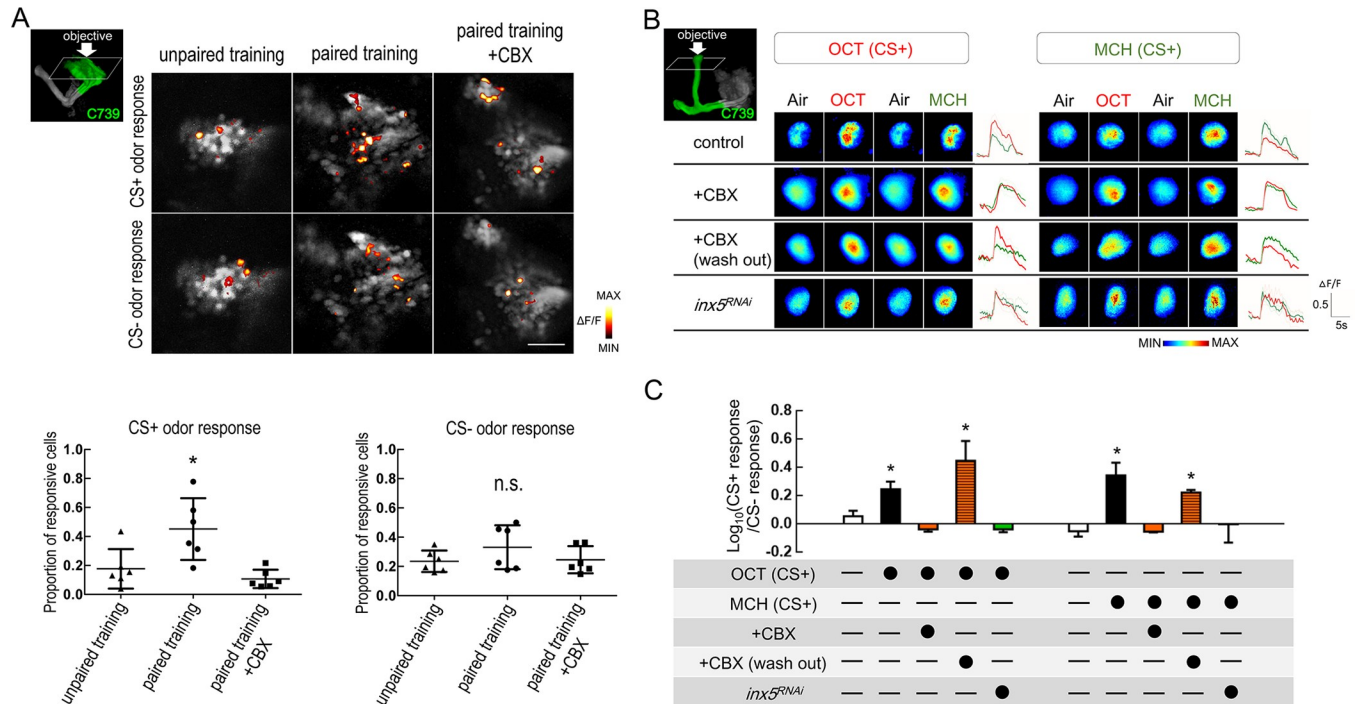 A
objective
C739
unpaired training
paired training
paired training
+CBX
CS+ odor response
CS- odor response
MAX
ΔF/F
MIN
CS+ odor response
Proportion of responsive cells
1.0
0.8
0.6
0.4
0.2
0.0
*
unpaired training
paired training
paired training
+CBX
CS- odor response
Proportion of responsive cells
1.0
0.8
0.6
0.4
0.2
0.0
n.s.
unpaired training
paired training
paired training
+CBX
B
objective
C739
OCT (CS+)
MCH (CS+)
Air OCT Air MCH
Air OCT Air MCH
control
+CBX
+CBX
(wash out)
inx5RNAi
ΔF/F
0.5
5s
MIN MAX
C
Log10(CS+ response
/CS- response)
0.8
0.6
0.4
0.2
-0.0
-0.2
* * * *
OCT (CS+)
MCH (CS+)
+CBX
+CBX (wash out)
inx5RNAi